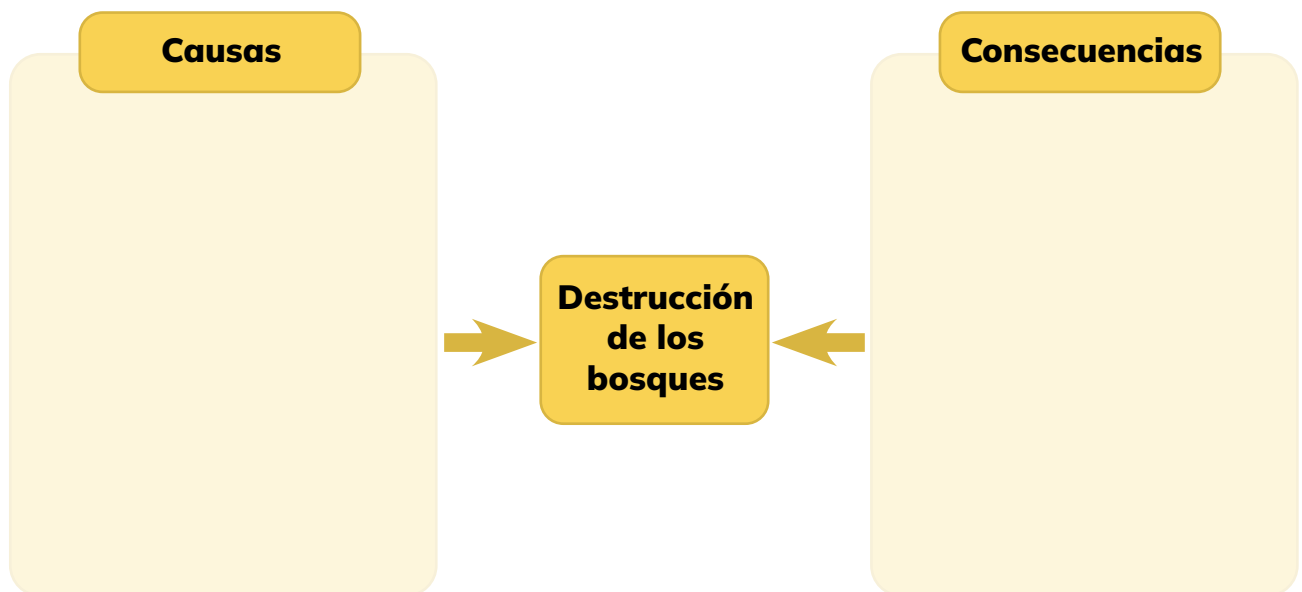 Causas
Consecuencias
Destrucción
de los
bosques